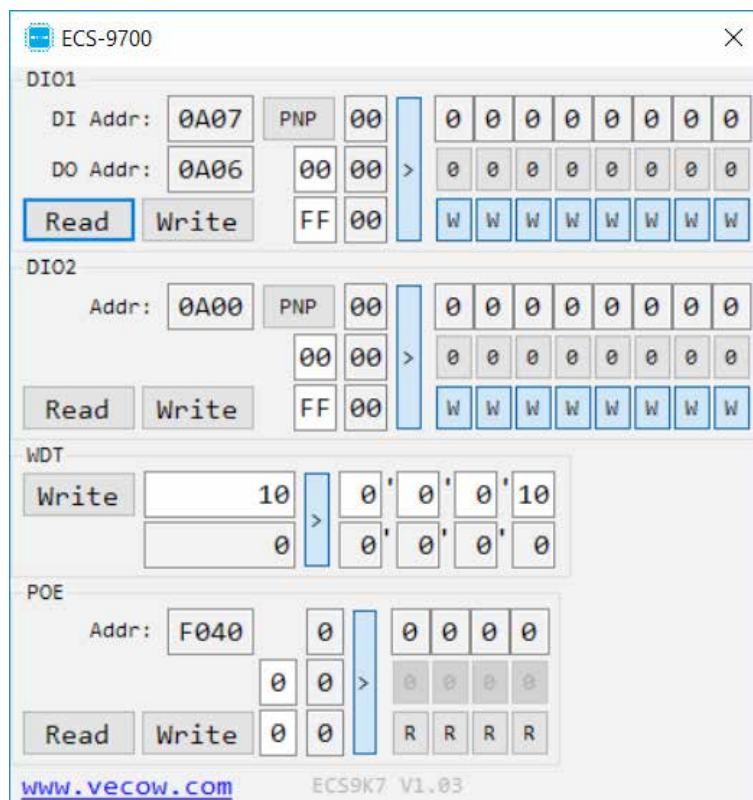 ECS-9700
DIO1
DI Addr: 0A07 PNP 00 0 0 0 0 0 0 0 0
DO Addr: 0A06 00 00 > 0 0 0 0 0 0 0 0
Read Write FF 00 W W W W W W W W
DIO2
Addr: 0A00 PNP 00 0 0 0 0 0 0 0 0
00 00 > 0 0 0 0 0 0 0 0
Read Write FF 00 W W W W W W W W
WDT
Write 10 > 0 ' 0 ' 0 ' 10
0 0 ' 0 ' 0 ' 0
POE
Addr: F040 0 0 0 0 0
0 0 > 0 0 0 0
Read Write 0 0 R R R R
www.vecow.com ECS9K7 V1.03